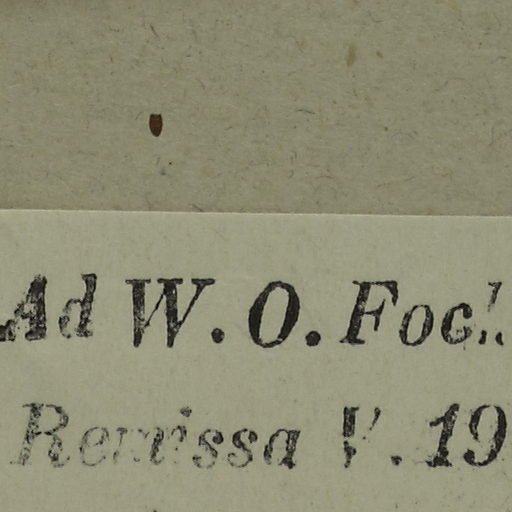 Ad W. O. Foc
Remissa V. 19